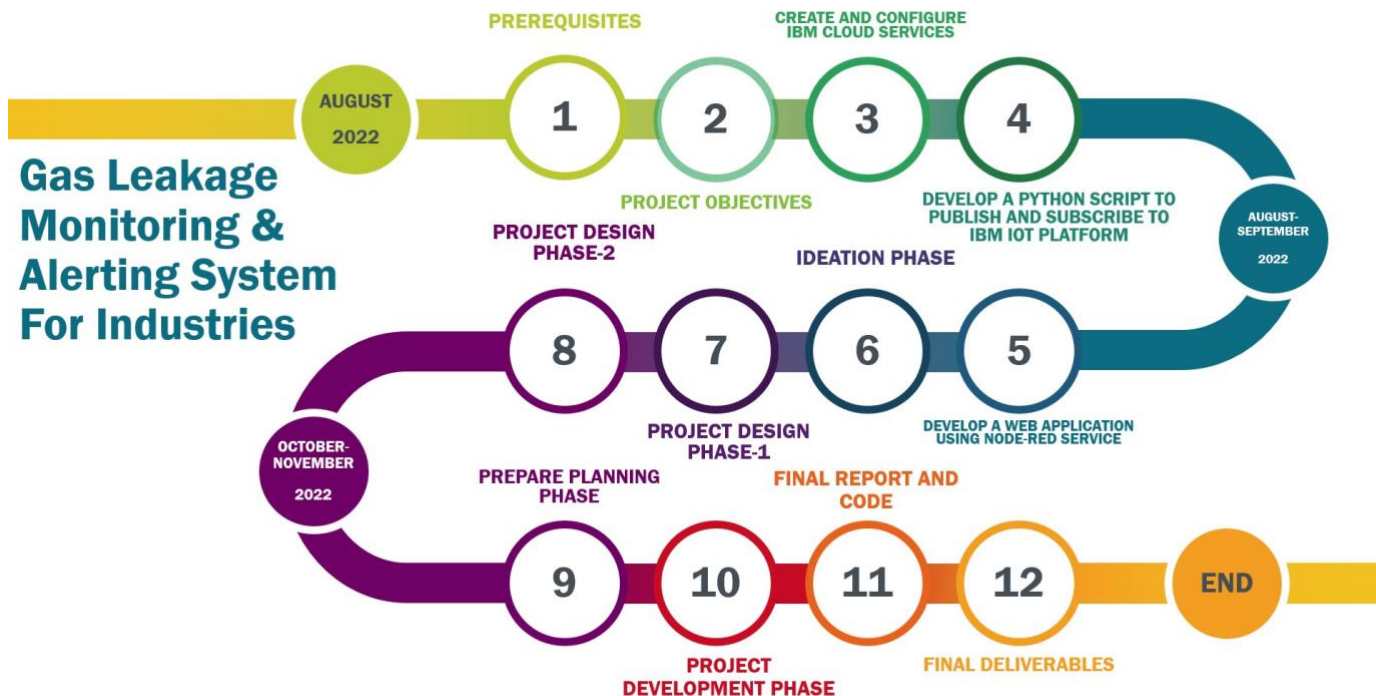 PREREQUISITES
CREATE AND CONFIGURE
IBM CLOUD SERVICES
AUGUST
2022
1
2
3
4
Gas Leakage
Monitoring &
Alerting System
For Industries
PROJECT OBJECTIVES
DEVELOP A PYTHON SCRIPT TO
PUBLISH AND SUBSCRIBE TO
IBM IOT PLATFORM
AUGUST-
SEPTEMBER
2022
PROJECT DESIGN
PHASE-2
IDEATION PHASE
8
7
6
5
PROJECT DESIGN
PHASE-1
DEVELOP A WEB APPLICATION
USING NODE-RED SERVICE
OCTOBER-
NOVEMBER
2022
PREPARE PLANNING
PHASE
FINAL REPORT AND
CODE
9
10
11
12
END
PROJECT
DEVELOPMENT PHASE
FINAL DELIVERABLES